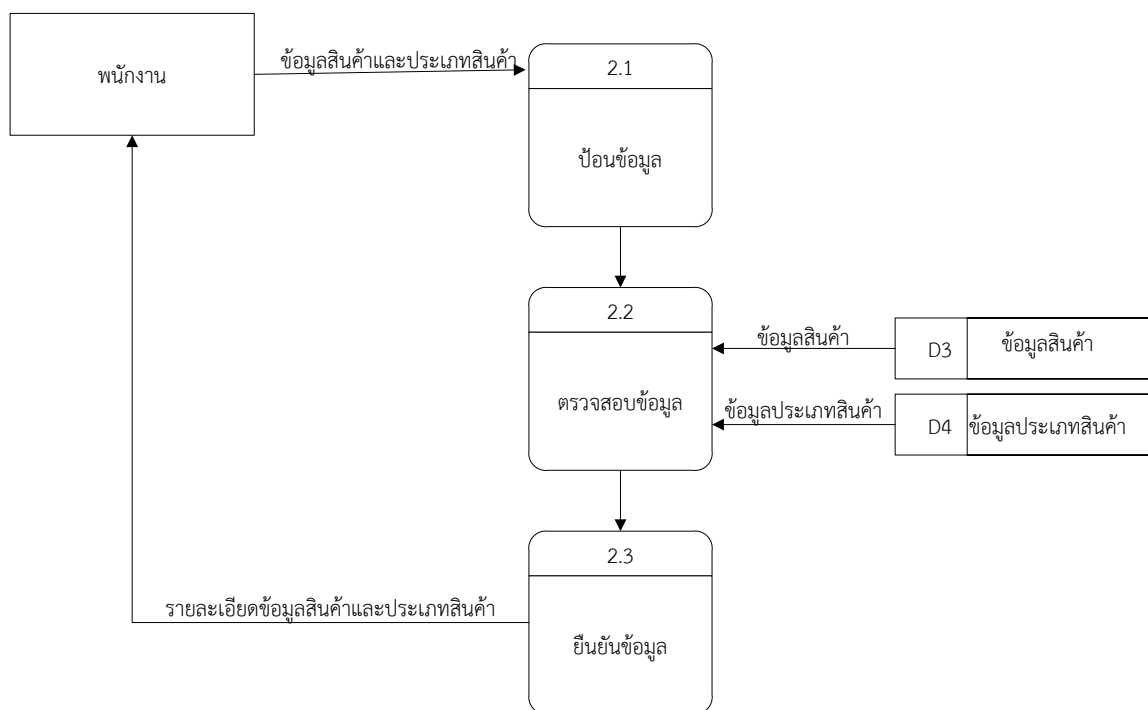 พนักงาน
ข้อมูลสินค้าและประเภทสินค้า
2.1
ป้อนข้อมูล
2.2
ตรวจสอบข้อมูล
ข้อมูลสินค้า
D3
ข้อมูลสินค้า
ข้อมูลประเภทสินค้า
D4
ข้อมูลประเภทสินค้า
2.3
ยืนยันข้อมูล
รายละเอียดข้อมูลสินค้าและประเภทสินค้า